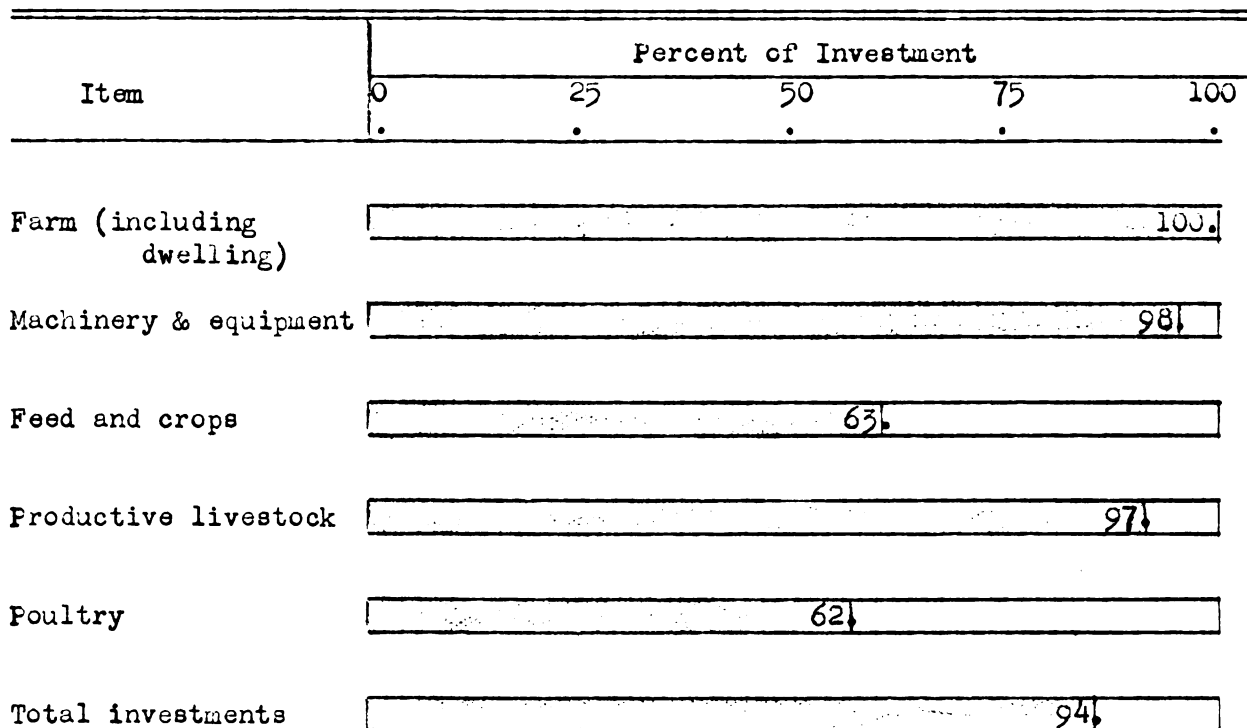 Percent of Investment
Item
0 25 50 75 100
Farm (including
dwelling)
100
Machinery & equipment
98
Feed and crops
63
Productive livestock
97
Poultry
62
Total investments
94